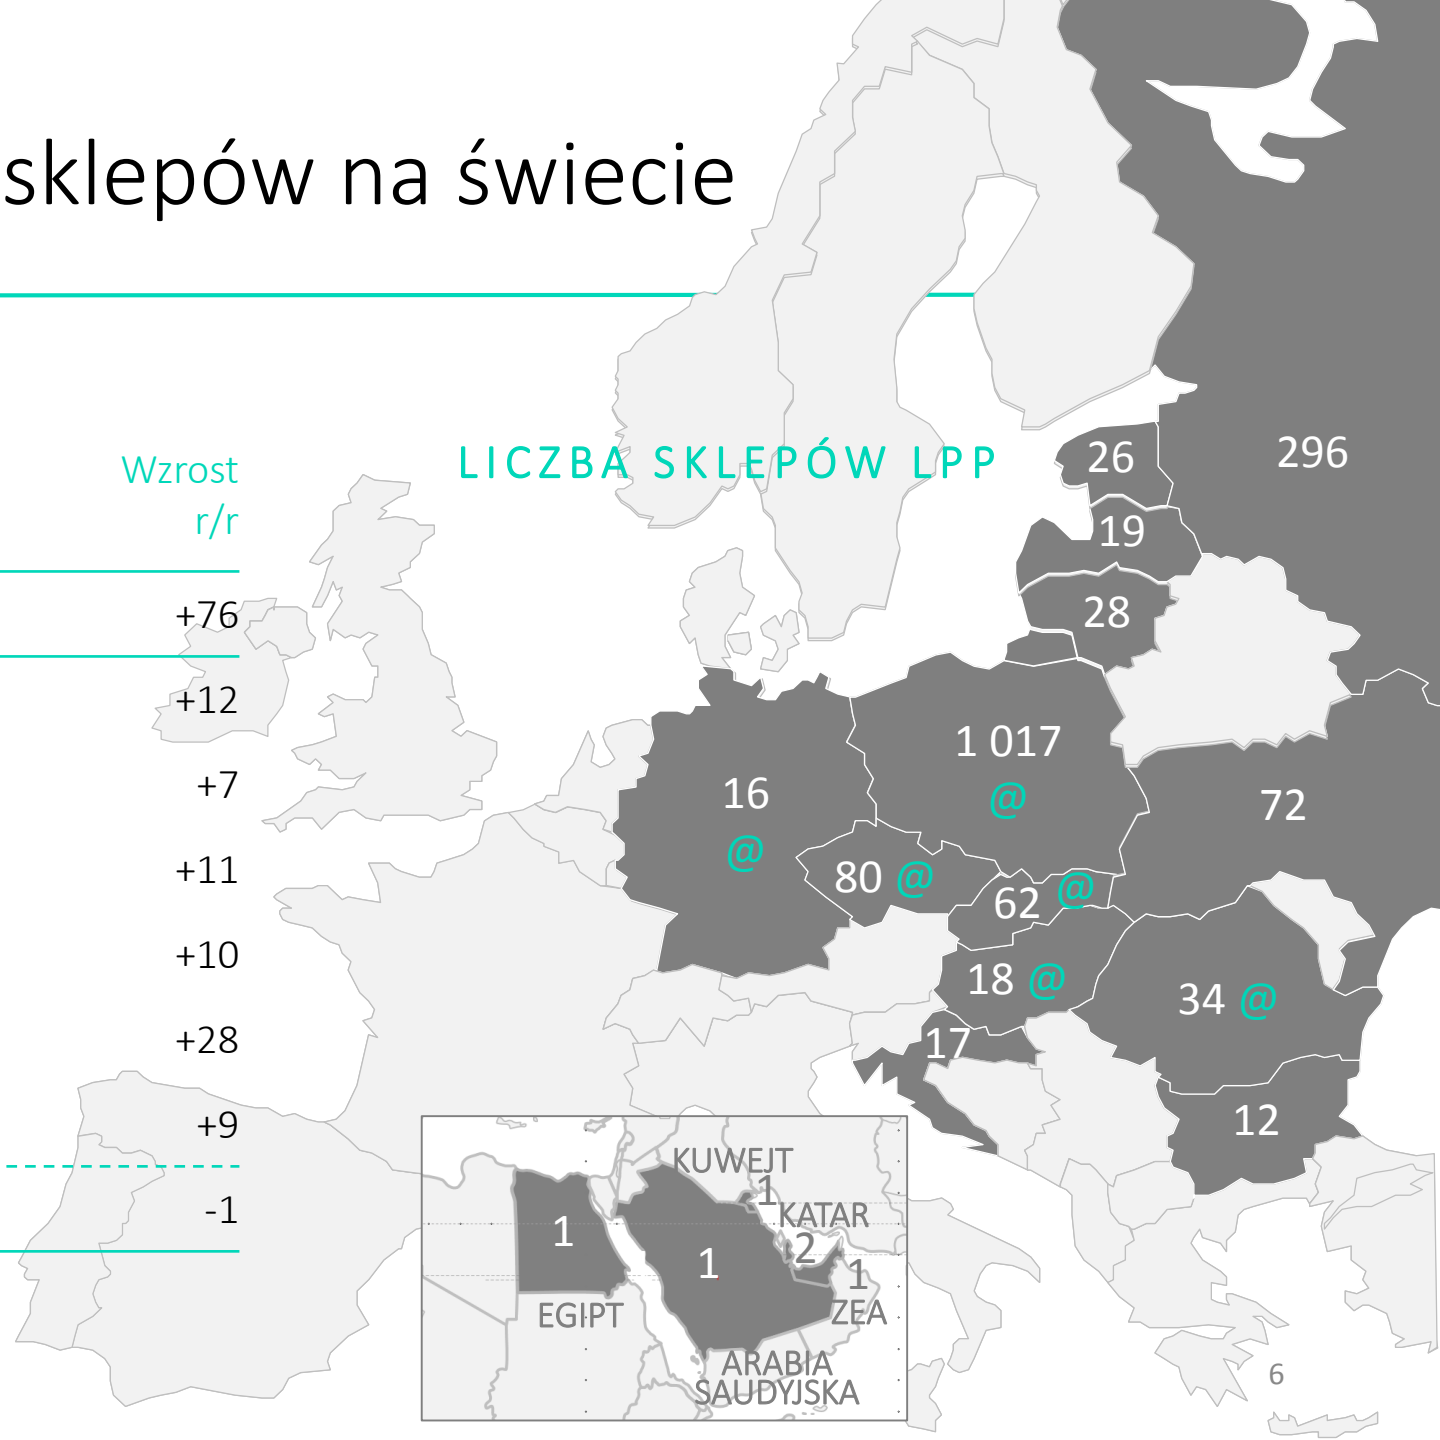 sklepów na świecie
LICZBA SKLEPÓW LPP
Wzrost
r/r
+76
+12
+7
+11
+10
+28
+9
-1
296
26
19
28
1 017
@
16
@
72
80 @
62 @
18 @
34 @
17
12
KUWEJT
1
KATAR
2
1
ZEA
1
EGIPT
1
ARABIA
SAUDYJSKA
6